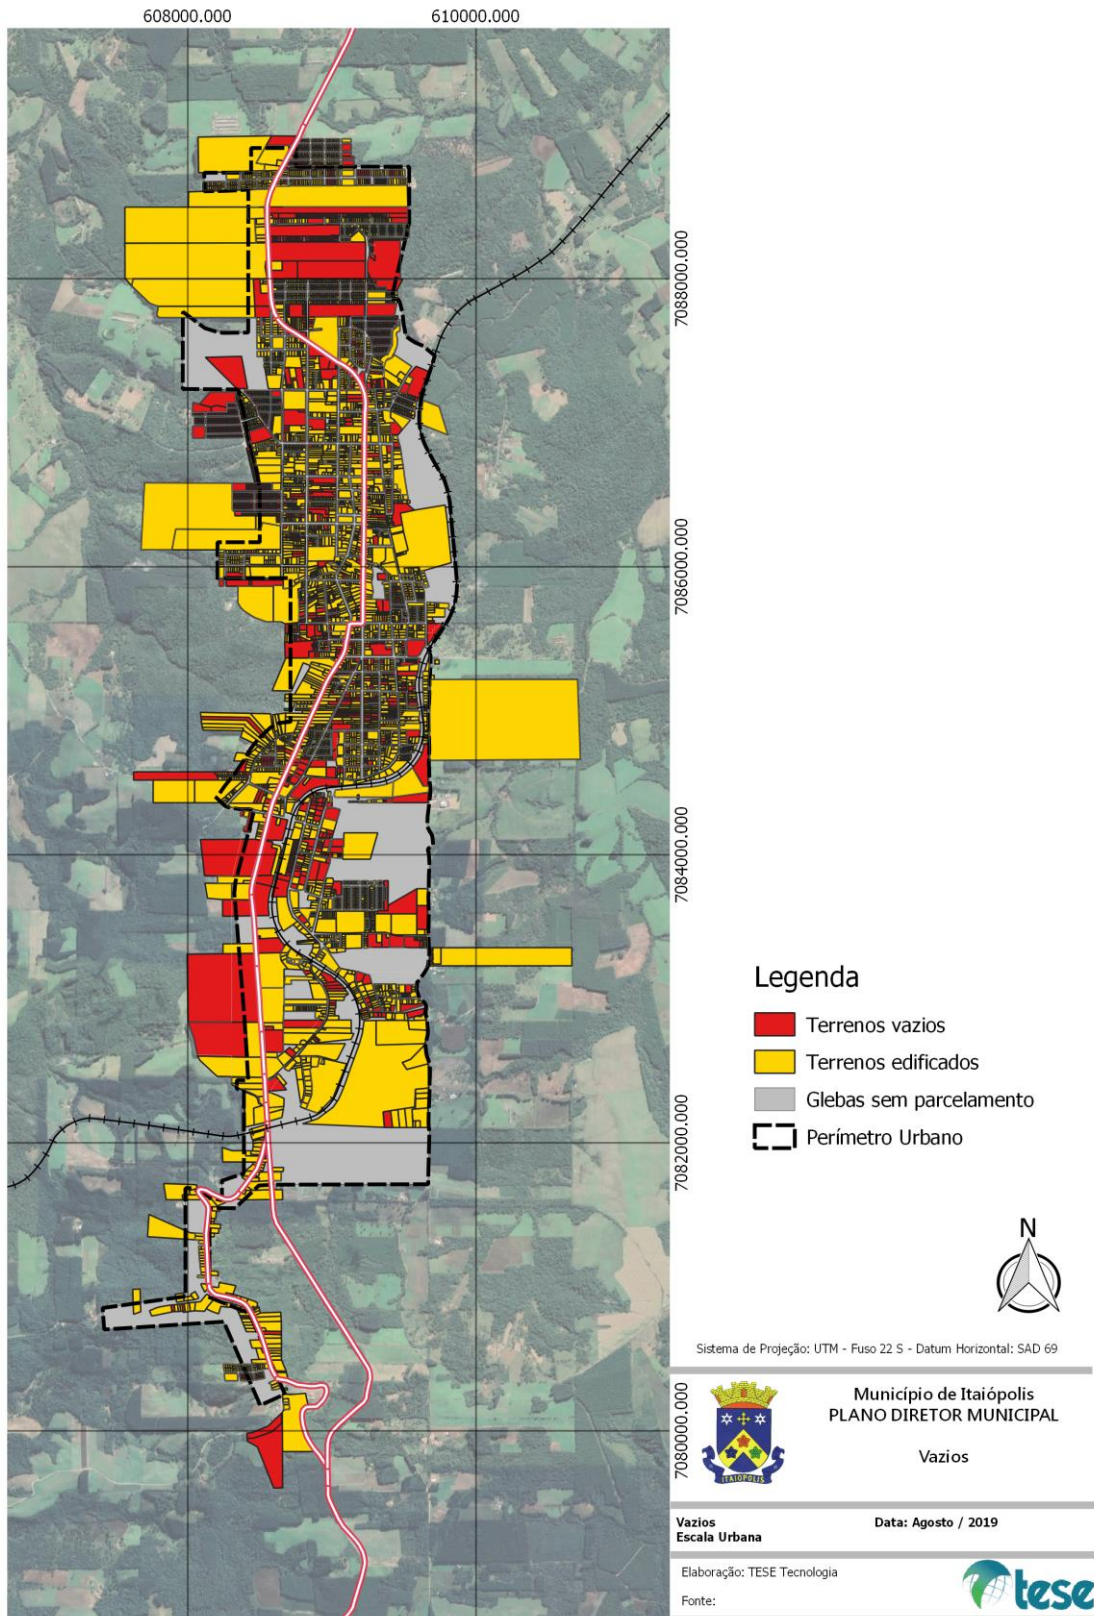 608000.000
610000.000
7088000.000
7086000.000
7084000.000
7082000.000
7080000.000
Legenda
Terrenos vazios
Terrenos edificados
Glebas sem parcelamento
Perímetro Urbano
N
Sistema de Projeção: UTM - Fuso 22 S - Datum Horizontal: SAD 69
ITAIÓPOLIS
Município de Itaiópolis
PLANO DIRETOR MUNICIPAL
Vazios
Vazios
Escala Urbana
Data: Agosto / 2019
Elaboração: TESE Tecnologia
Fonte:
tese